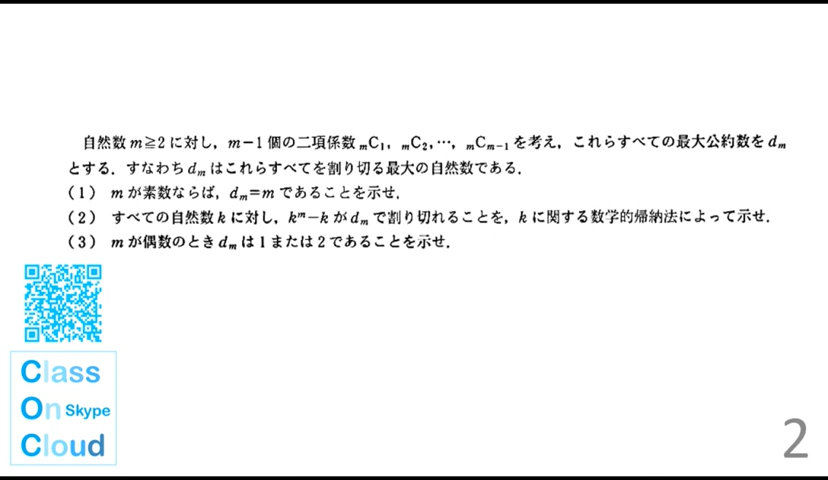 自然数 m≧2 に対し，m−1 個の二項係数 ₘC₁，ₘC₂，…，ₘCₘ₋₁ を考え，これらすべての最大公約数を dₘ
とする．すなわち dₘ はこれらすべてを割り切る最大の自然数である．
（1） m が素数ならば，dₘ＝m であることを示せ．
（2） すべての自然数 k に対し，kᵐ−k が dₘ で割り切れることを，k に関する数学的帰納法によって示せ．
（3） m が偶数のとき dₘ は 1 または 2 であることを示せ．
Class
On Skype
Cloud
2